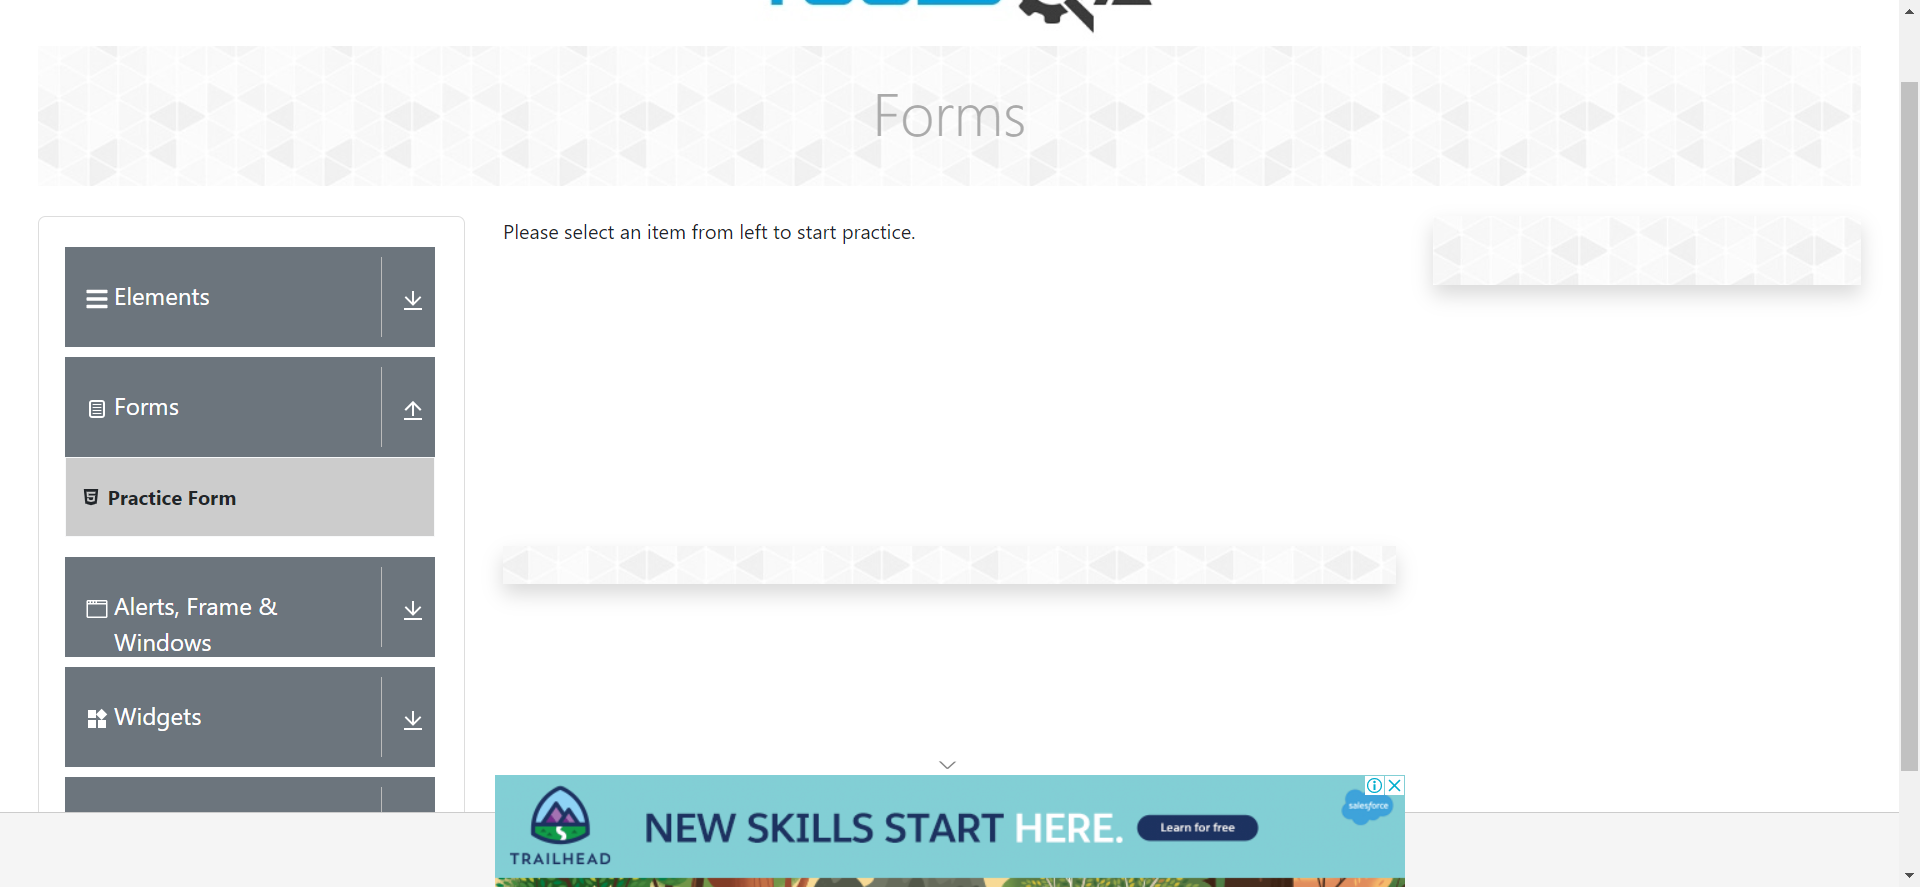 Forms
Please select an item from left to start practice.
Elements
Forms
Practice Form
Alerts, Frame &
Windows
Widgets
TRAILHEAD
NEW SKILLS START HERE.
Learn for free
salesforce